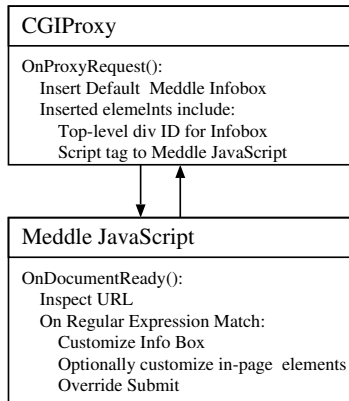 CGIProxy
OnProxyRequest():
Insert Default Meddle Infobox
Inserted elemelnts include:
Top-level div ID for Infobox
Script tag to Meddle JavaScript
Meddle JavaScript
OnDocumentReady():
Inspect URL
On Regular Expression Match:
Customize Info Box
Optionally customize in-page elements
Override Submit